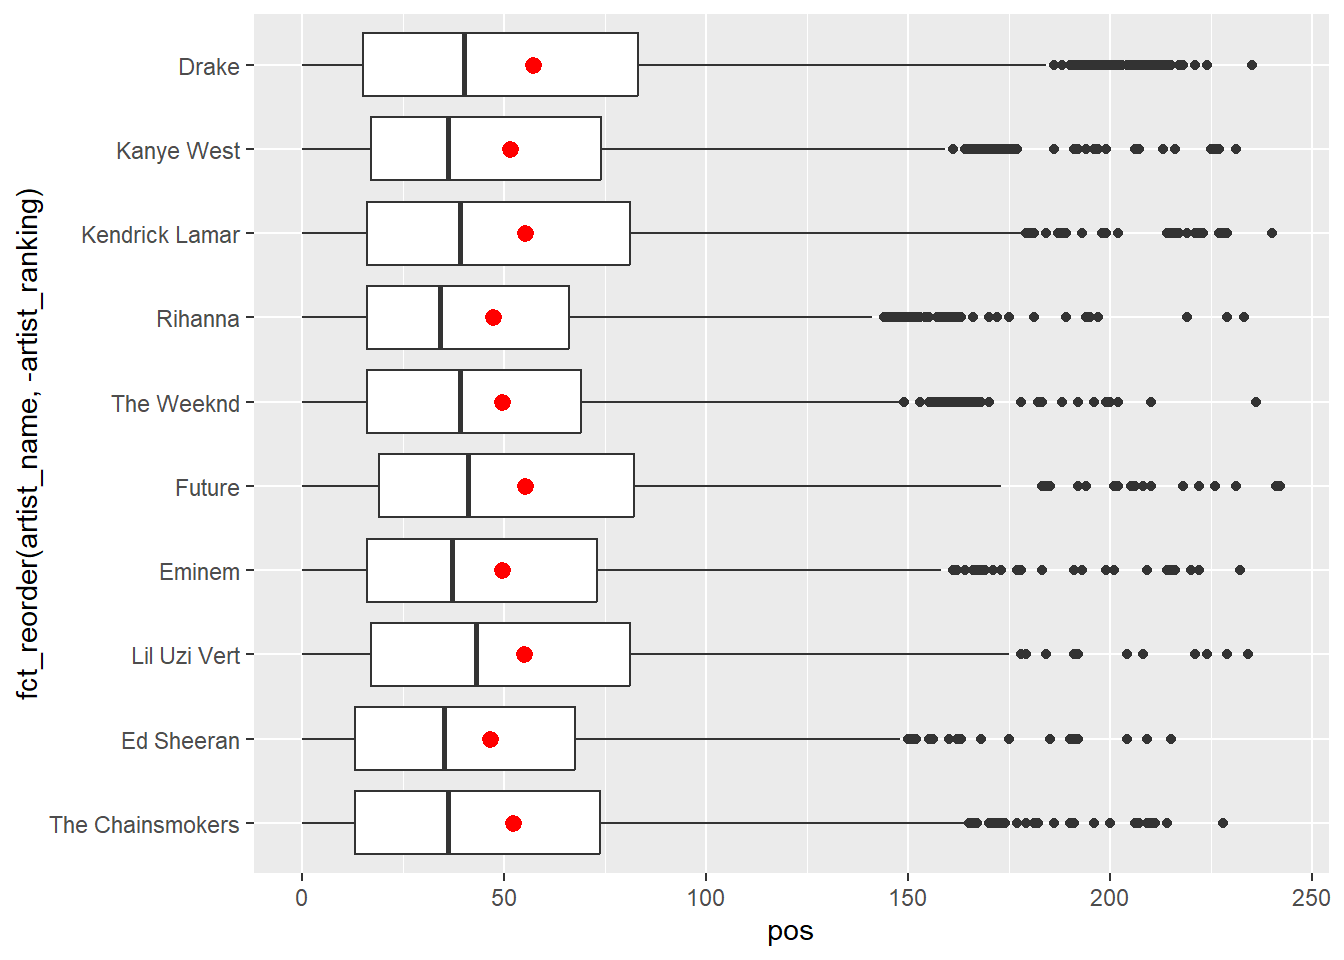 fct_reorder(artist_name, -artist_ranking)
Drake
Kanye West
Kendrick Lamar
Rihanna
The Weeknd
Future
Eminem
Lil Uzi Vert
Ed Sheeran
The Chainsmokers
0 50 100 150 200 250
pos